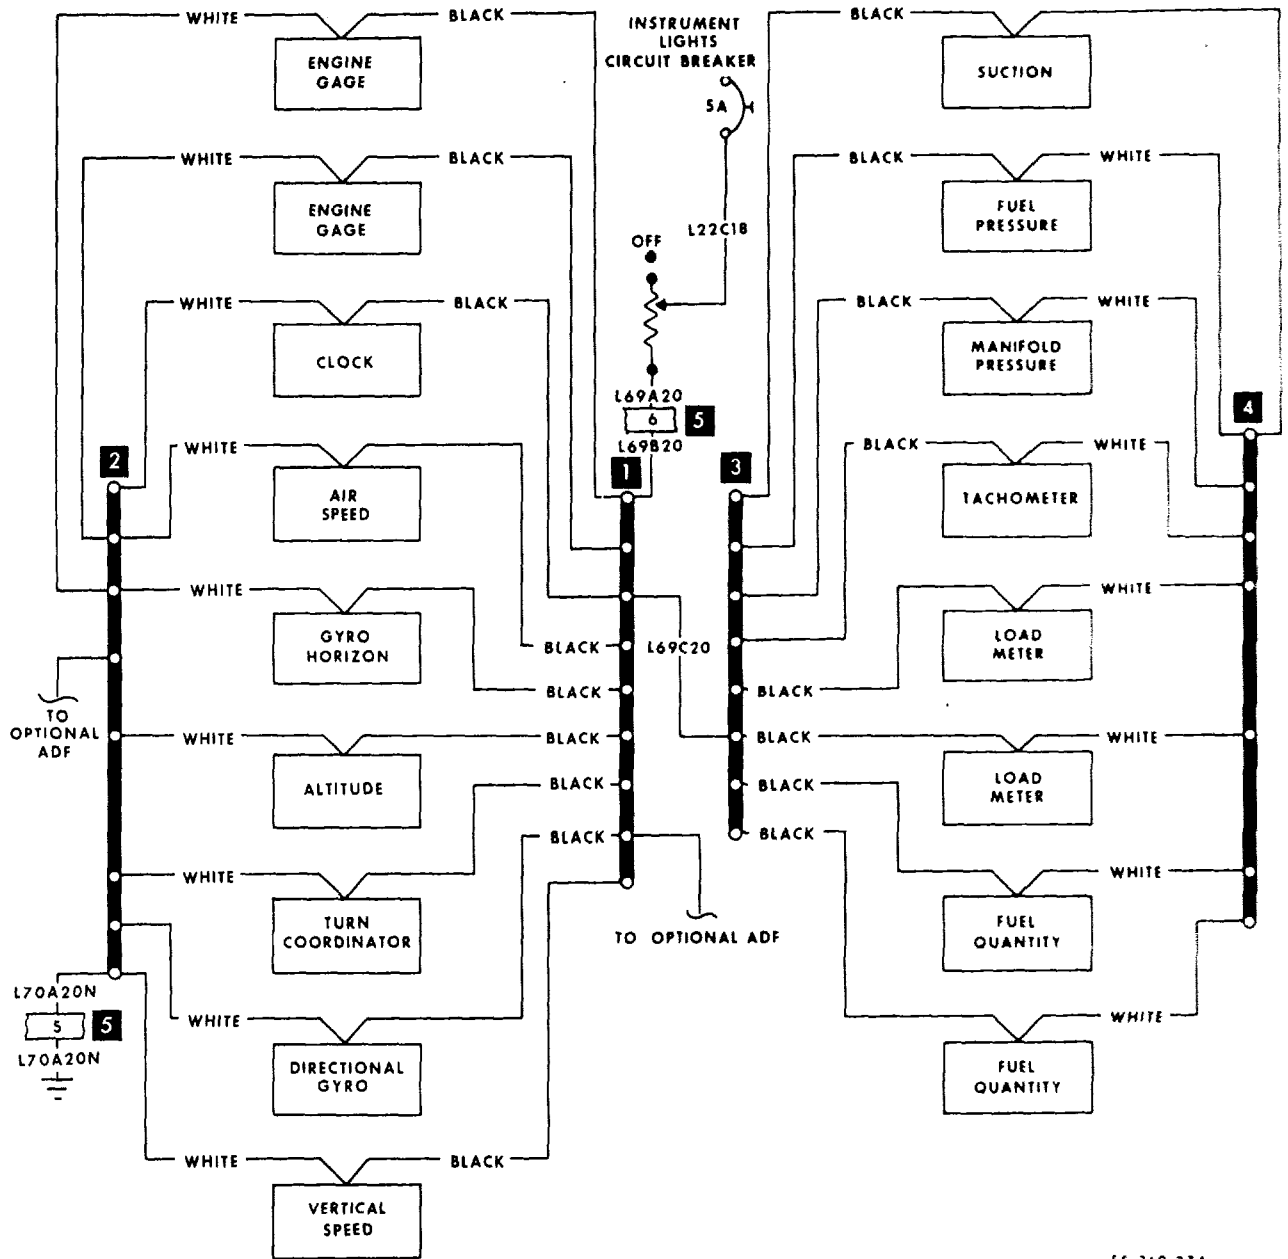 WHITE
BLACK
ENGINE
GAGE
INSTRUMENT
LIGHTS
CIRCUIT BREAKER
5A
BLACK
SUCTION
WHITE
BLACK
ENGINE
GAGE
L22C18
OFF
BLACK
WHITE
FUEL
PRESSURE
WHITE
BLACK
CLOCK
BLACK
WHITE
MANIFOLD
PRESSURE
L69A20
6
5
L69B20
4
2
WHITE
AIR
SPEED
1
3
BLACK
WHITE
TACHOMETER
WHITE
GYRO
HORIZON
BLACK
L69C20
BLACK
WHITE
LOAD
METER
BLACK
TO
OPTIONAL
ADF
WHITE
BLACK
ALTITUDE
BLACK
WHITE
LOAD
METER
BLACK
BLACK
BLACK
BLACK
WHITE
TURN
COORDINATOR
TO OPTIONAL ADF
WHITE
FUEL
QUANTITY
L70A20N
5
5
L70A20N
WHITE
DIRECTIONAL
GYRO
WHITE
FUEL
QUANTITY
WHITE
BLACK
VERTICAL
SPEED